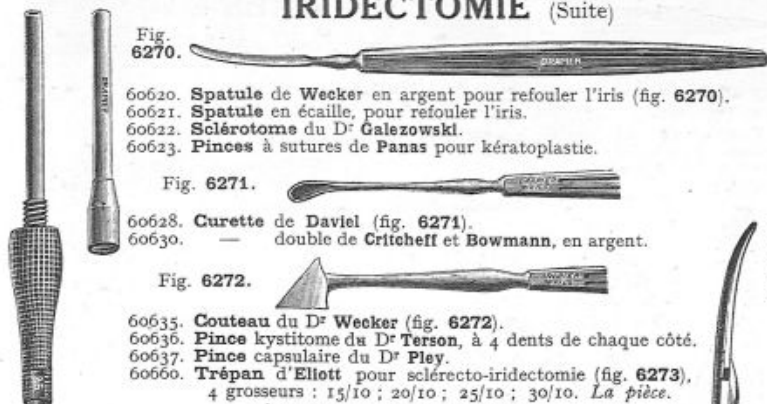 IRIDECTOMIE (Suite)
Fig.
6270.
60620. Spatule de Wecker en argent pour refouler l'iris (fig. 6270).
60621. Spatule en écaille, pour refouler l'iris.
60622. Sclérotome du Dr Galezowski.
60623. Pinces à sutures de Panas pour kératoplastie.
Fig. 6271.
60628. Curette de Daviel (fig. 6271).
60630. — double de Critcheff et Bowmann, en argent.
Fig. 6272.
60635. Couteau du Dr Wecker (fig. 6272).
60636. Pince kystitome du Dr Terson, à 4 dents de chaque côté.
60637. Pince capsulaire du Dr Pley.
60660. Trépan d'Eliott pour sclérecto-iridectomie (fig. 6273),
4 grosseurs : 15/10 ; 20/10 ; 25/10 ; 30/10. La pièce.